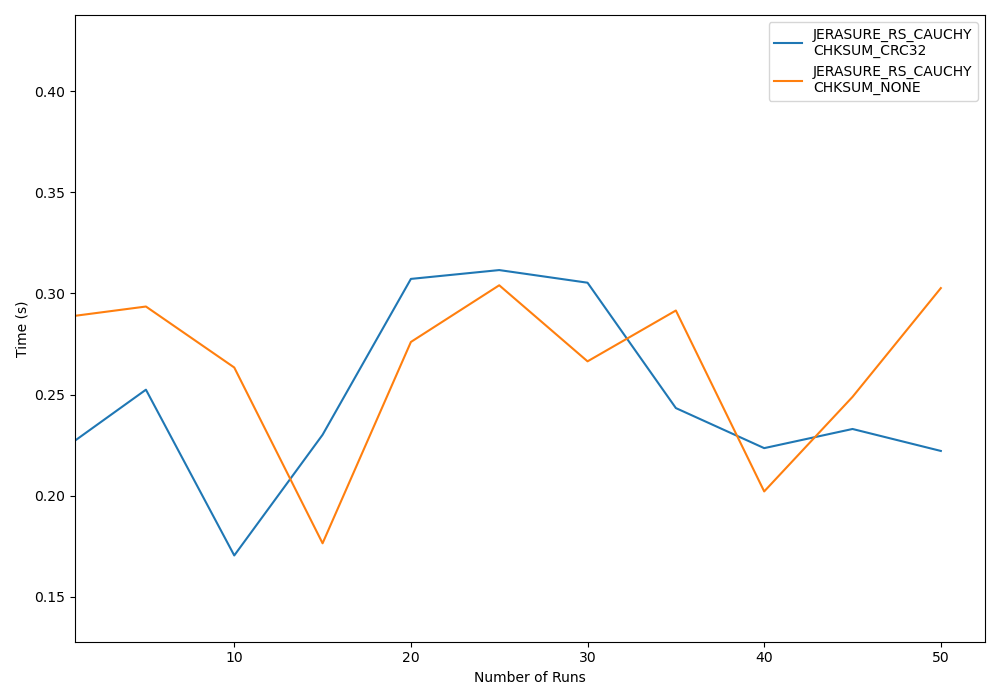 JERASURE_RS_CAUCHY
CHKSUM_CRC32
JERASURE_RS_CAUCHY
CHKSUM_NONE
0.40
0.35
0.30
0.25
0.20
0.15
Time (s)
10 20 30 40 50
Number of Runs